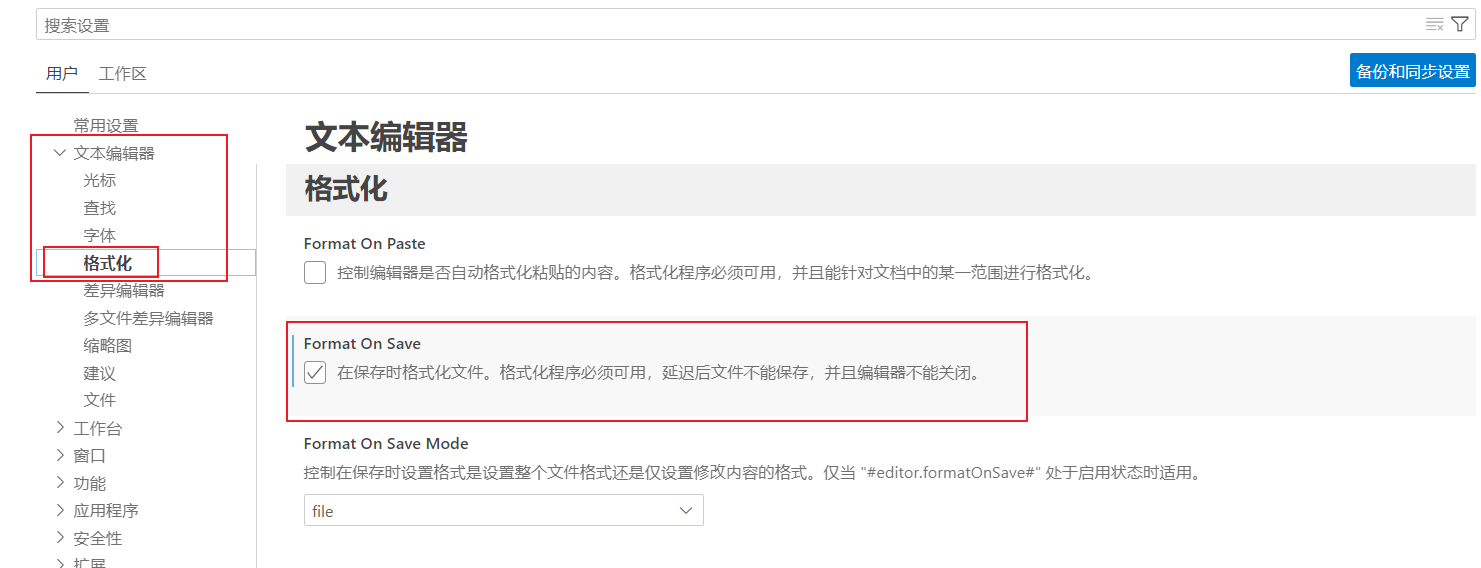 搜索设置
用户 工作区 备份和同步设置
常用设置
文本编辑器
光标
查找
字体
格式化
差异编辑器
多文件差异编辑器
缩略图
建议
文件
工作台
窗口
功能
应用程序
安全性
扩展
文本编辑器
格式化
Format On Paste
控制编辑器是否自动格式化粘贴的内容。格式化程序必须可用，并且能针对文档中的某一范围进行格式化。
Format On Save
在保存时格式化文件。格式化程序必须可用，延迟后文件不能保存，并且编辑器不能关闭。
Format On Save Mode
控制在保存时设置格式是设置整个文件格式还是仅设置修改内容的格式。仅当 "#editor.formatOnSave#" 处于启用状态时适用。
file